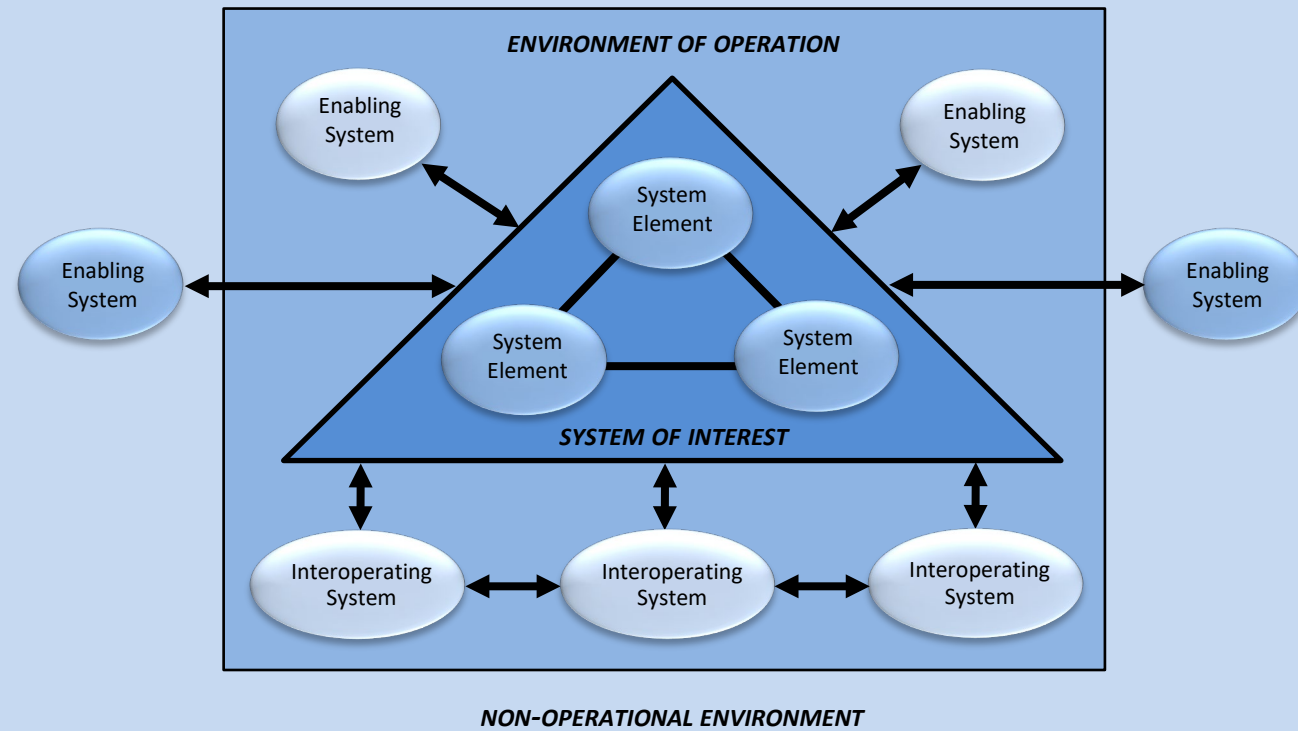 ENVIRONMENT OF OPERATION
Enabling
System
Enabling
System
System
Element
Enabling
System
Enabling
System
System
Element
System
Element
SYSTEM OF INTEREST
Interoperating
System
Interoperating
System
Interoperating
System
NON-OPERATIONAL ENVIRONMENT